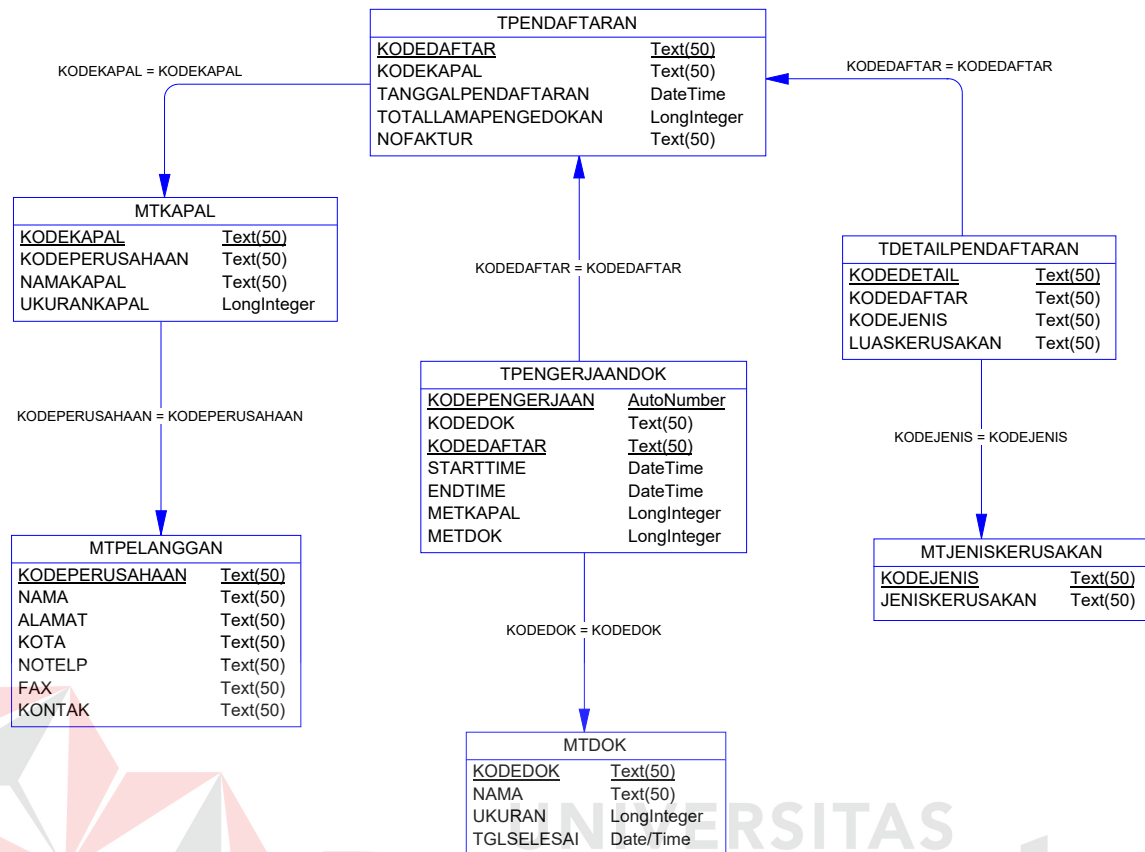 TPENDAFTARAN
KODEDAFTAR Text(50)
KODEKAPAL Text(50)
TANGGALPENDAFTARAN DateTime
TOTALLAMAPENGEDOKAN LongInteger
NOFAKTUR Text(50)
KODEKAPAL = KODEKAPAL
KODEDAFTAR = KODEDAFTAR
MTKAPAL
KODEKAPAL Text(50)
KODEPERUSAHAAN Text(50)
NAMAKAPAL Text(50)
UKURANKAPAL LongInteger
KODEDAFTAR = KODEDAFTAR
TDETAILPENDAFTARAN
KODEDETAIL Text(50)
KODEDAFTAR Text(50)
KODEJENIS Text(50)
LUASKERUSAKAN Text(50)
TPENGERJAANDOK
KODEPENGERJAAN AutoNumber
KODEDOK Text(50)
KODEDAFTAR Text(50)
STARTTIME DateTime
ENDTIME DateTime
METKAPAL LongInteger
METDOK LongInteger
KODEPERUSAHAAN = KODEPERUSAHAAN
KODEJENIS = KODEJENIS
MTPELANGGAN
KODEPERUSAHAAN Text(50)
NAMA Text(50)
ALAMAT Text(50)
KOTA Text(50)
NOTELP Text(50)
FAX Text(50)
KONTAK Text(50)
MTJENISKERUSAKAN
KODEJENIS Text(50)
JENISKERUSAKAN Text(50)
KODEDOK = KODEDOK
MTDOK
KODEDOK Text(50)
NAMA Text(50)
UKURAN LongInteger
TGLSELESAI Date/Time
UNIVERSITAS